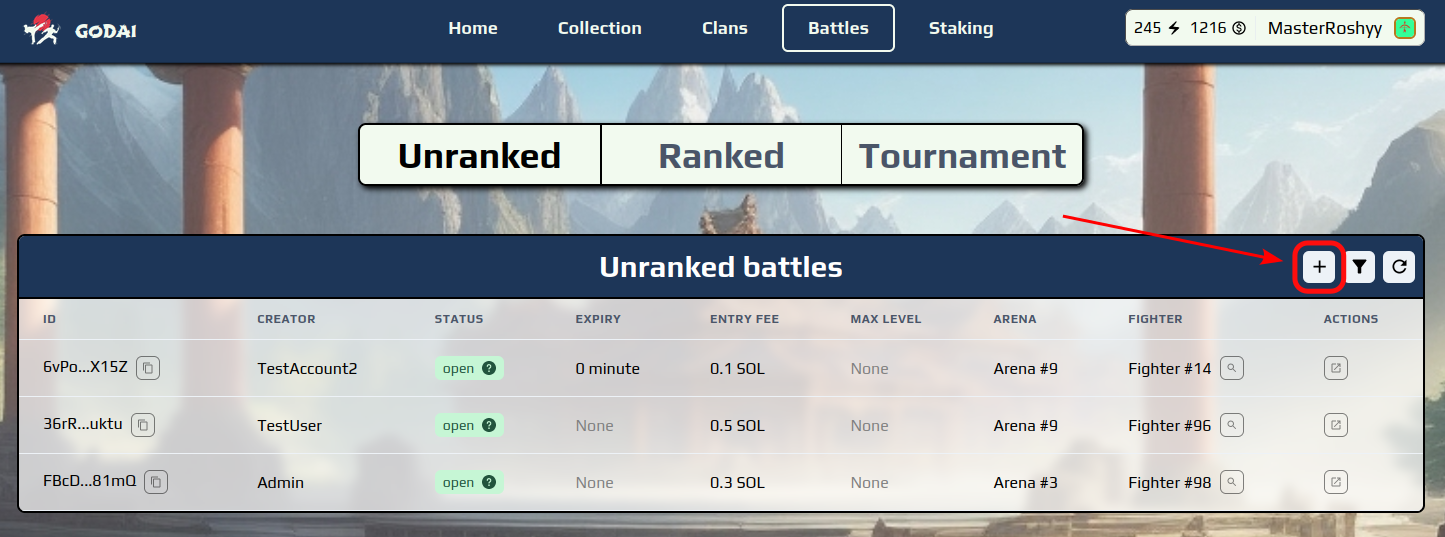 GODAI Home Collection Clans Battles Staking 245 1216 MasterRoshyy
Unranked Ranked Tournament
Unranked battles
ID CREATOR STATUS EXPIRY ENTRY FEE MAX LEVEL ARENA FIGHTER ACTIONS
6vPo...X15Z TestAccount2 open ? 0 minute 0.1 SOL None Arena #9 Fighter #14
36rR...uktu TestUser open ? None 0.5 SOL None Arena #9 Fighter #96
FBcD...81mQ Admin open ? None 0.3 SOL None Arena #3 Fighter #98